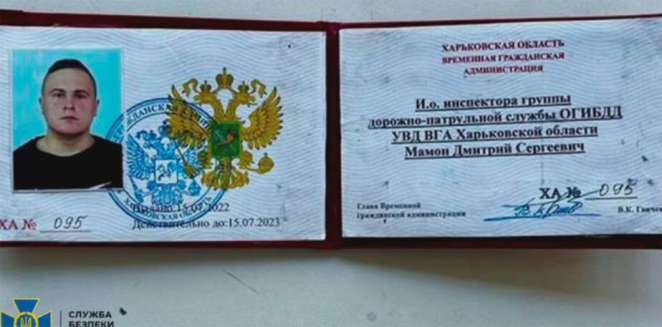 ХА № 095
Выдано:15.07.2022
Действительно до:15.07.2023
ХАРЬКОВСКАЯ ОБЛАСТЬ
ВРЕМЕННАЯ ГРАЖДАНСКАЯ
АДМИНИСТРАЦИЯ
И.о. инспектора группы
дорожно-патрульной службы ОГИБДД
УВД ВГА Харьковской области
Мамон Дмитрий Сергеевич
ХА № 095
Глава Временной
гражданской администрации
В.К.
СЛУЖБА
БЕЗПЕКИ